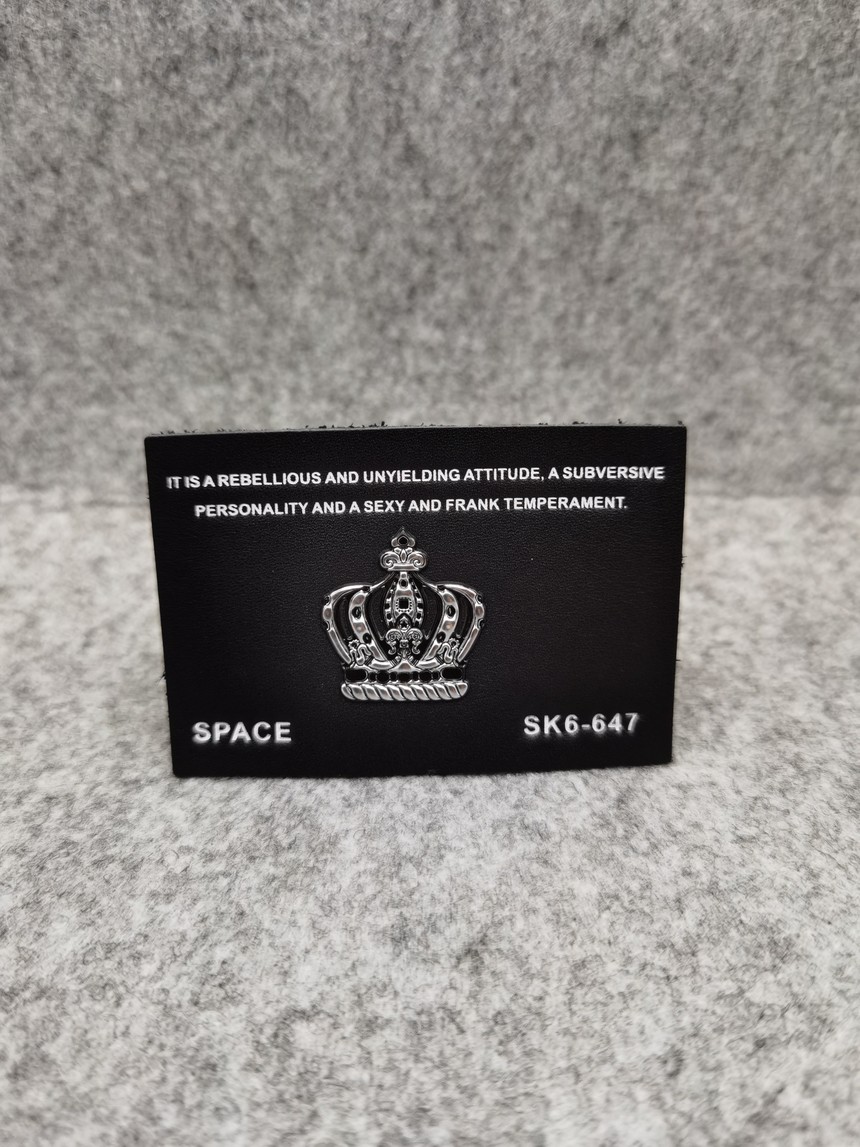 IT IS A REBELLIOUS AND UNYIELDING ATTITUDE, A SUBVERSIVE
PERSONALITY AND A SEXY AND FRANK TEMPERAMENT.
SPACE
SK6-647